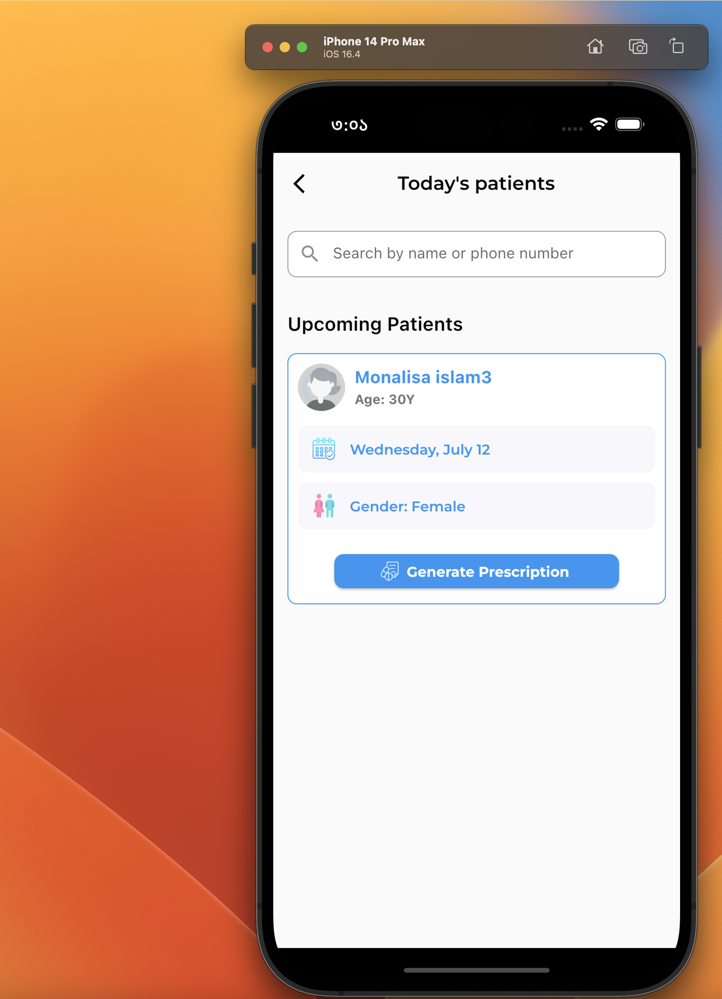 iPhone 14 Pro Max
iOS 16.4
৩:০১
Today's patients
Search by name or phone number
Upcoming Patients
Monalisa islam3
Age: 30Y
Wednesday, July 12
Gender: Female
Generate Prescription